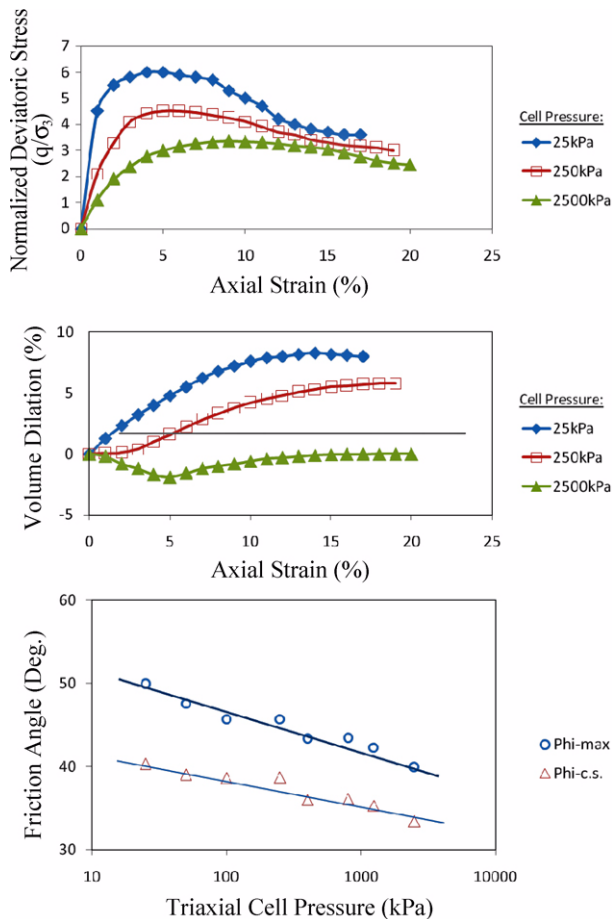 Normalized Deviatoric Stress
(q/σ3)
7
6
5
4
3
2
1
0
0 5 10 15 20 25
Axial Strain (%)
Cell Pressure:
25kPa
250kPa
2500kPa
Volume Dilation (%)
10
5
0
-5
0 5 10 15 20 25
Axial Strain (%)
Cell Pressure:
25kPa
250kPa
2500kPa
Friction Angle (Deg.)
60
50
40
30
10 100 1000 10000
Triaxial Cell Pressure (kPa)
Phi-max
Phi-c.s.